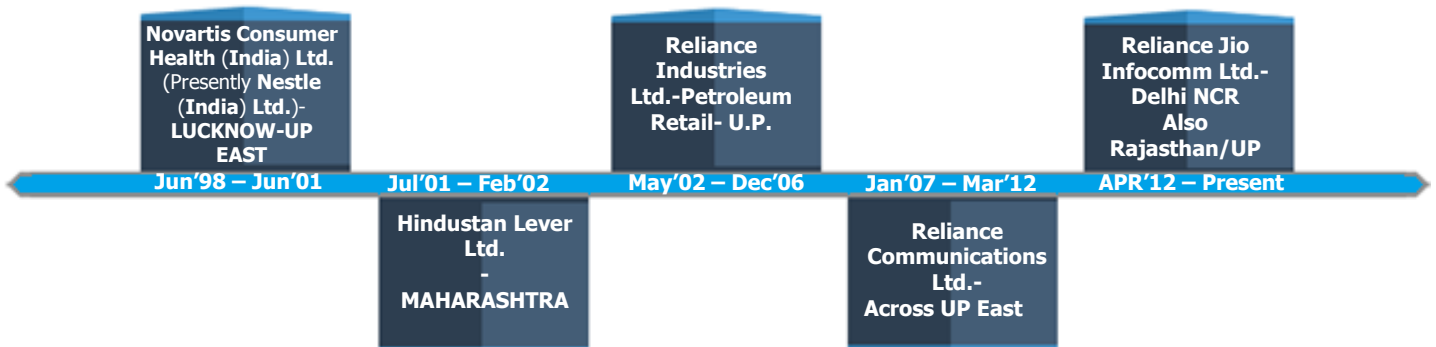 Novartis Consumer
Health (India) Ltd.
(Presently Nestle
(India) Ltd.)-
LUCKNOW-UP
EAST
Jun’98 – Jun’01
Jul’01 – Feb’02
Hindustan Lever
Ltd.
-
MAHARASHTRA
Reliance
Industries
Ltd.-Petroleum
Retail- U.P.
May’02 – Dec’06
Jan’07 – Mar’12
Reliance
Communications
Ltd.-
Across UP East
Reliance Jio
Infocomm Ltd.-
Delhi NCR
Also
Rajasthan/UP
APR’12 – Present